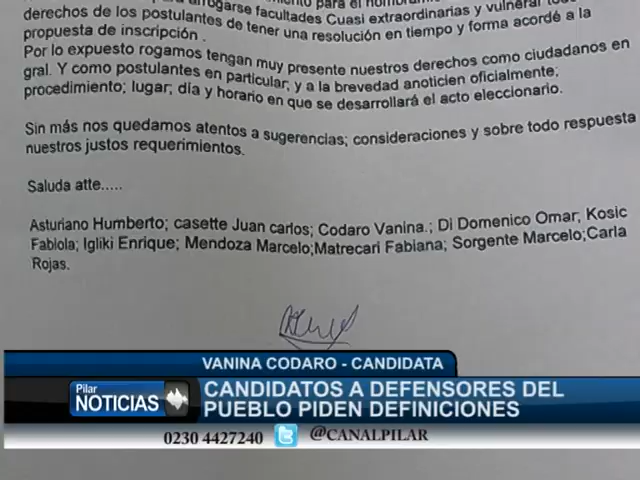 arrogarse facultades Cuasi extraordinarias y vulnerar
derechos de los postulantes de tener una resolución en tiempo y forma acordé a la
propuesta de inscripción .
Por lo expuesto rogamos tengan muy presente nuestros derechos como ciudadanos en
gral. Y como postulantes en particular; y a la brevedad anoticien oficialmente;
procedimiento; lugar; día y horario en que se desarrollará el acto eleccionario.
Sin más nos quedamos atentos a sugerencias; consideraciones y sobre todo respuesta
nuestros justos requerimientos.
Saluda atte.....
Asturiano Humberto; casette Juan carlos; Codaro Vanina.; Di Domenico Omar; Kosic
Fabiola; Igliki Enrique; Mendoza Marcelo;Matrecari Fabiana; Sorgente Marcelo;Carla
Rojas.
VANINA CODARO - CANDIDATA
Pilar
NOTICIAS
CANDIDATOS A DEFENSORES DEL
PUEBLO PIDEN DEFINICIONES
0230 4427240 @CANALPILAR